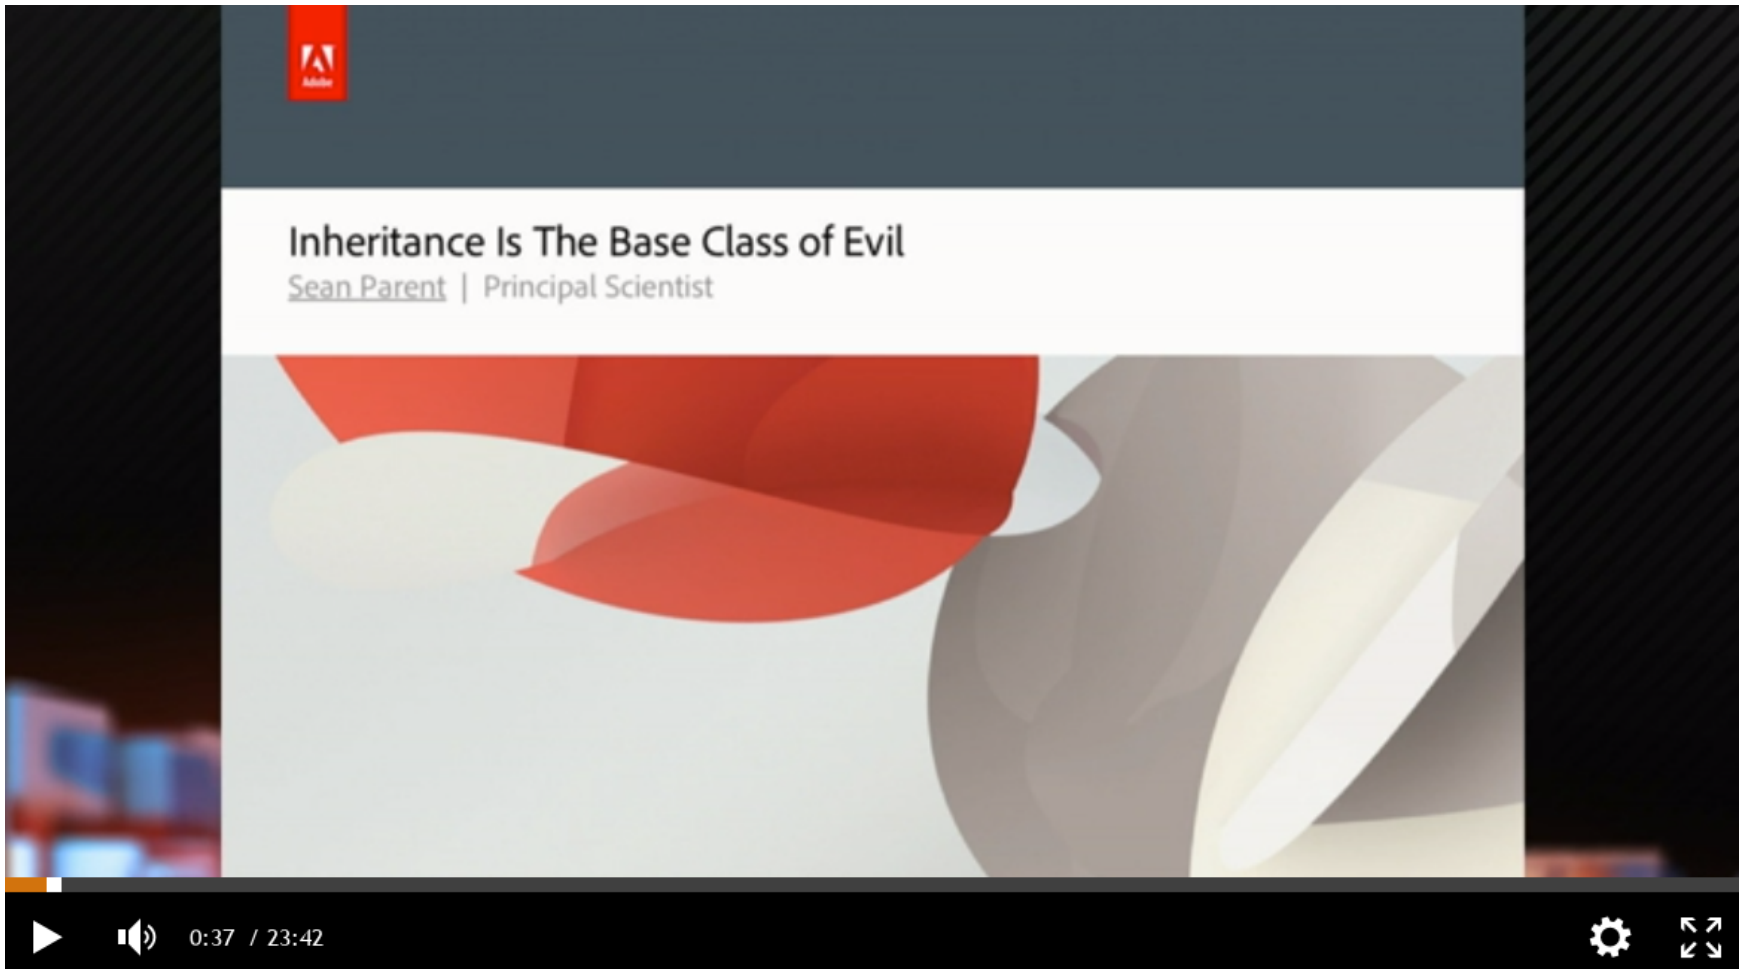 Adobe
Inheritance Is The Base Class of Evil
Sean Parent | Principal Scientist
0:37 / 23:42